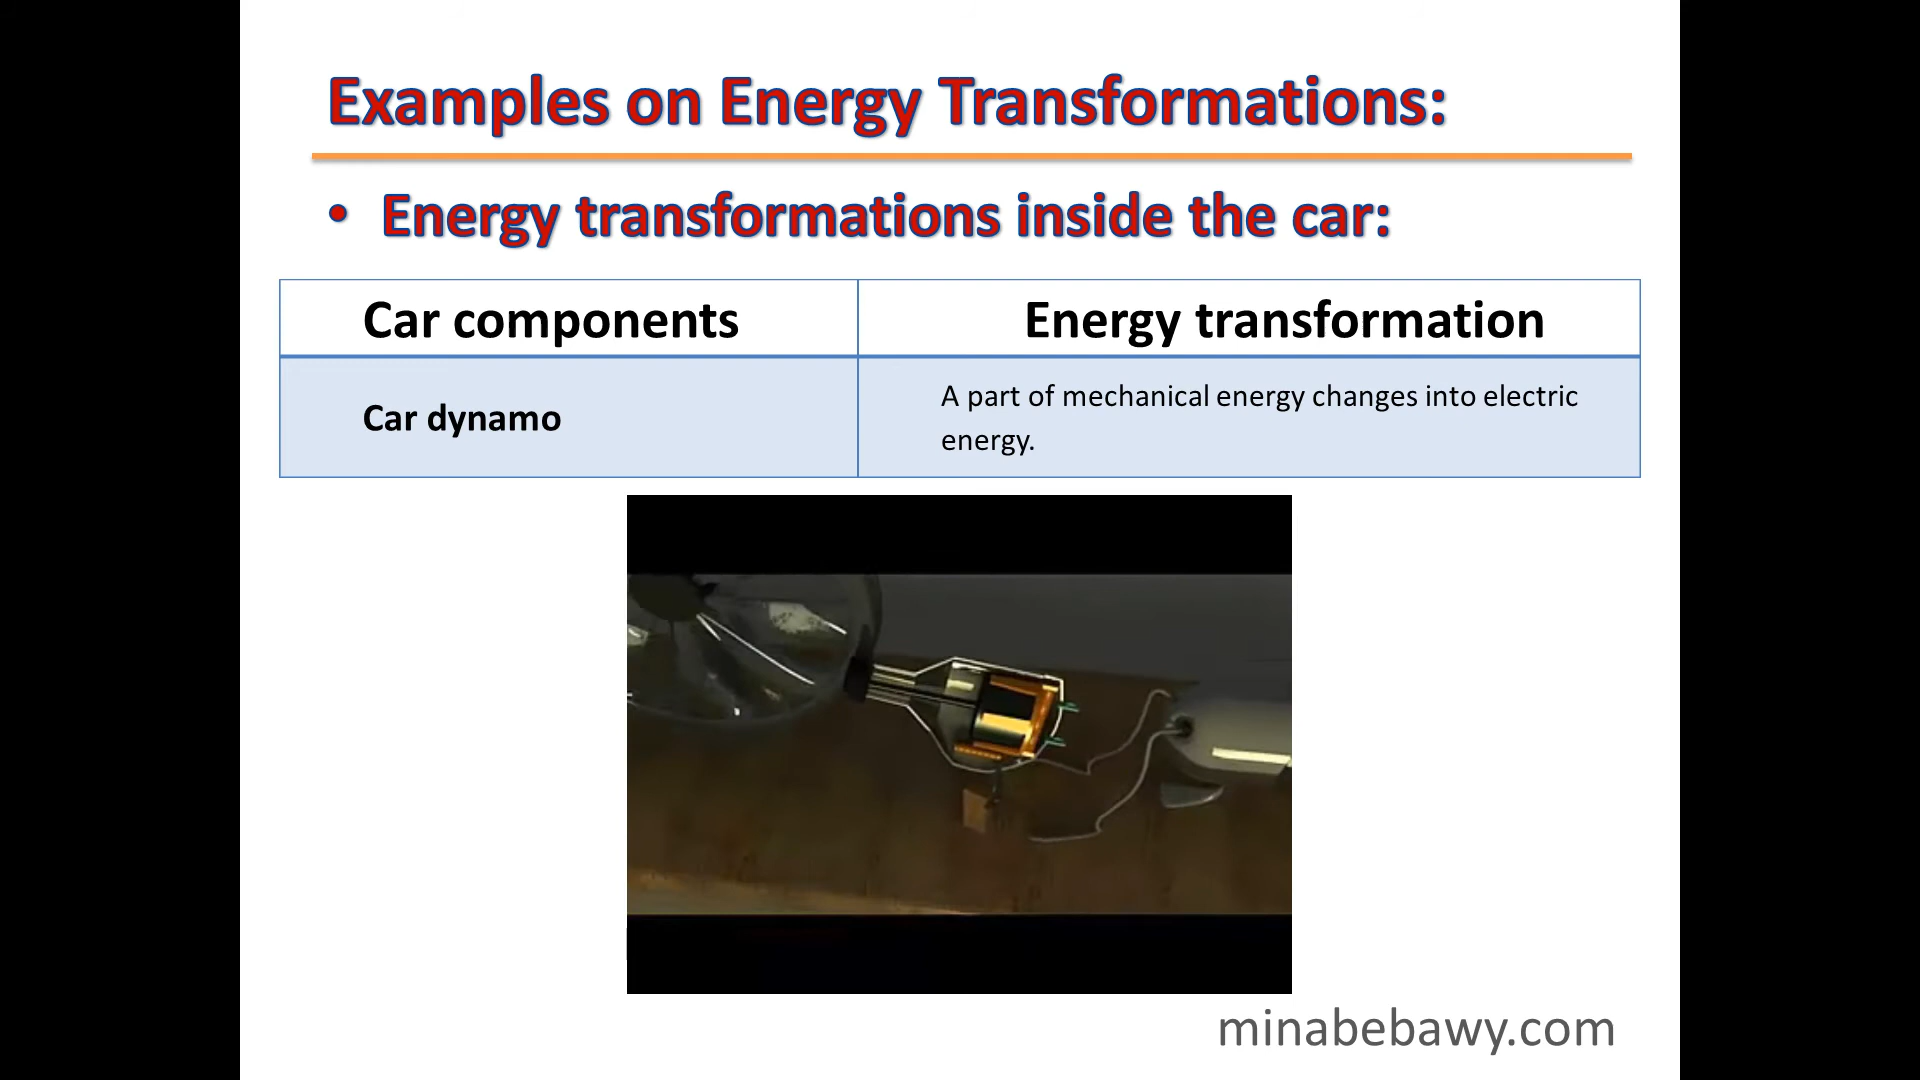 Examples on Energy Transformations:
• Energy transformations inside the car:
Car components
Energy transformation
Car dynamo
A part of mechanical energy changes into electric
energy.
minabebawy.com